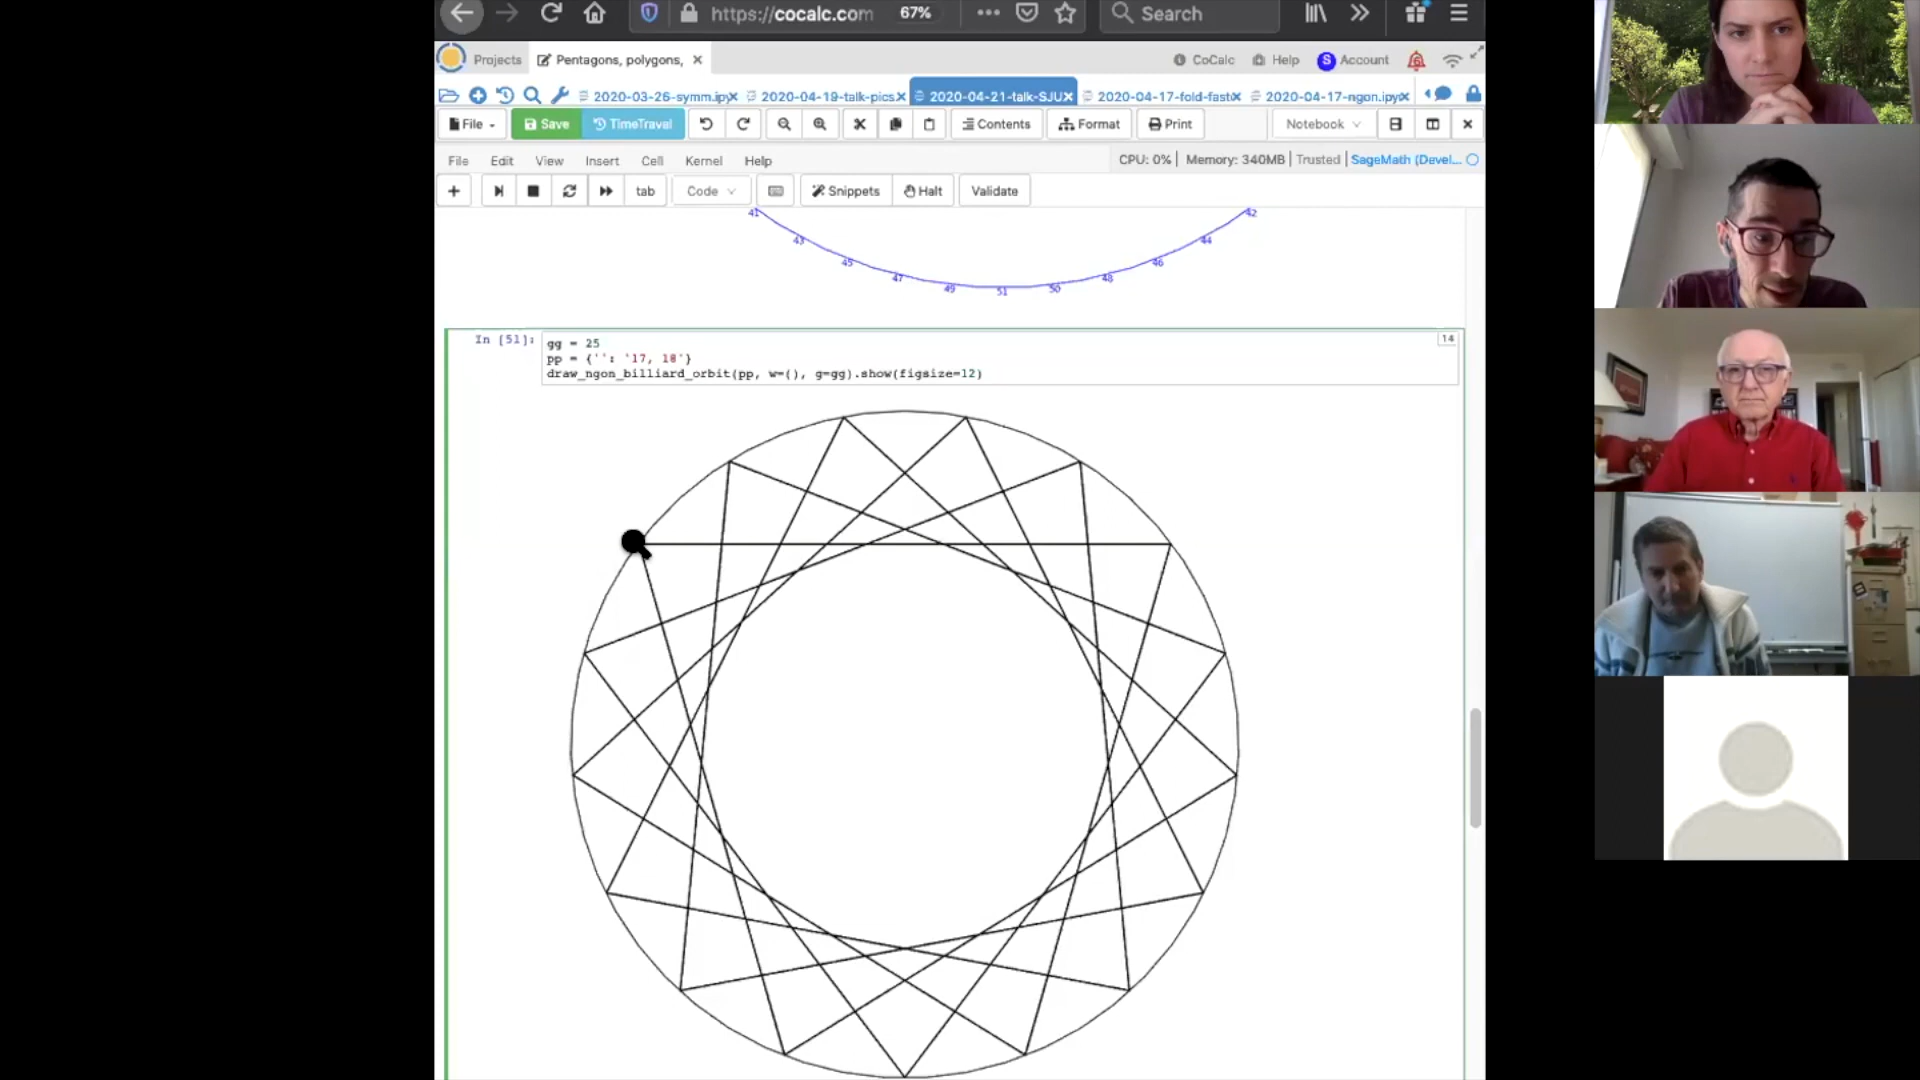 https://cocalc.com 67% Search
Projects Pentagons, polygons, CoCalc Help S Account
2020-03-26-symm.ipy 2020-04-19-talk-pics. 2020-04-21-talk-SJU 2020-04-17-fold-fast 2020-04-17-ngon.ipy
File Save TimeTravel Contents Format Print Notebook
File Edit View Insert Cell Kernel Help CPU: 0% | Memory: 340MB | Trusted | SageMath (Devel...
tab Code Snippets Halt Validate
41 42
43 44
45 46
47 48
49 51 50
In [51]: gg = 25 14
pp = {'': '17, 18'}
draw_ngon_billiard_orbit(pp, w=(), g=gg).show(figsize=12)